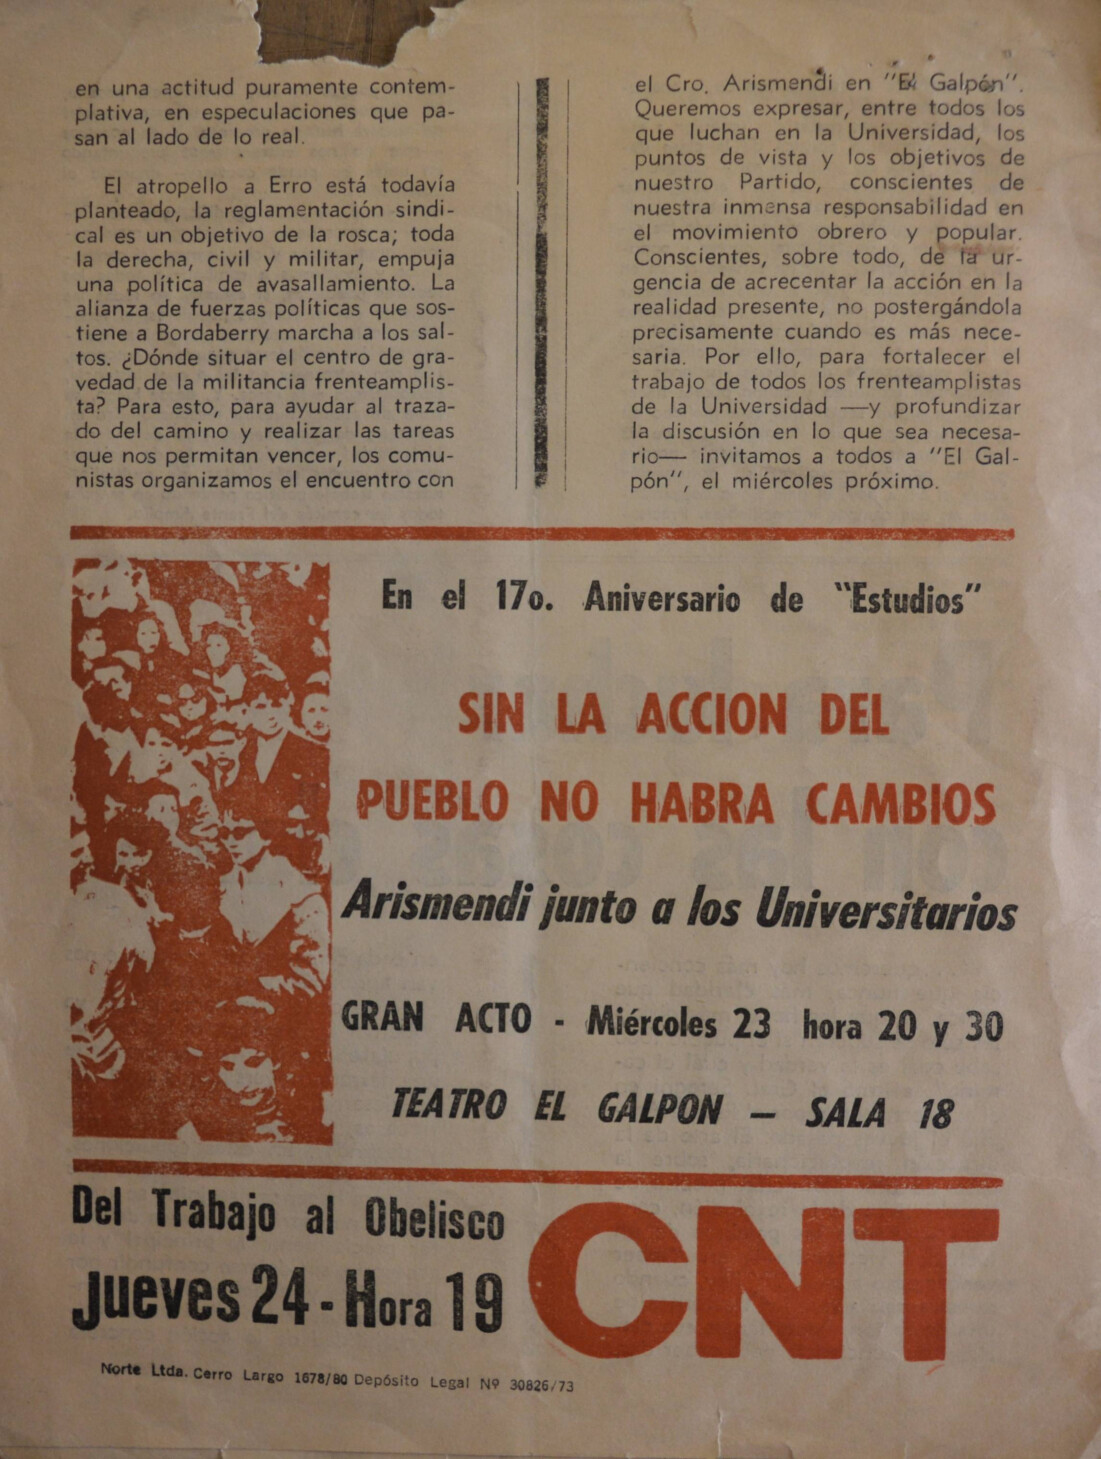 en una actitud puramente contem-
plativa, en especulaciones que pa-
san al lado de lo real.
El atropello a Erro está todavía
planteado, la reglamentación sindi-
cal es un objetivo de la rosca; toda
la derecha, civil y militar, empuja
una política de avasallamiento. La
alianza de fuerzas políticas que sos-
tiene a Bordaberry marcha a los sal-
tos. ¿Dónde situar el centro de gra-
vedad de la militancia frenteamplis-
ta? Para esto, para ayudar al traza-
do del camino y realizar las tareas
que nos permitan vencer, los comu-
nistas organizamos el encuentro con
el Cro. Arismendi en "El Galpón".
Queremos expresar, entre todos los
que luchan en la Universidad, los
puntos de vista y los objetivos de
nuestro Partido, conscientes de
nuestra inmensa responsabilidad en
el movimiento obrero y popular.
Conscientes, sobre todo, de la ur-
gencia de acrecentar la acción en la
realidad presente, no postergándola
precisamente cuando es más nece-
saria. Por ello, para fortalecer el
trabajo de todos los frenteamplistas
de la Universidad —y profundizar
la discusión en lo que sea necesa-
rio— invitamos a todos a "El Gal-
pón", el miércoles próximo.
En el 17o. Aniversario de "Estudios"
SIN LA ACCION DEL
PUEBLO NO HABRA CAMBIOS
Arismendi junto a los Universitarios
GRAN ACTO - Miércoles 23 hora 20 y 30
TEATRO EL GALPON — SALA 18
Del Trabajo al Obelisco
Jueves 24 - Hora 19
CNT
Norte Ltda. Cerro Largo 1678/80 Depósito Legal Nº 30826/73